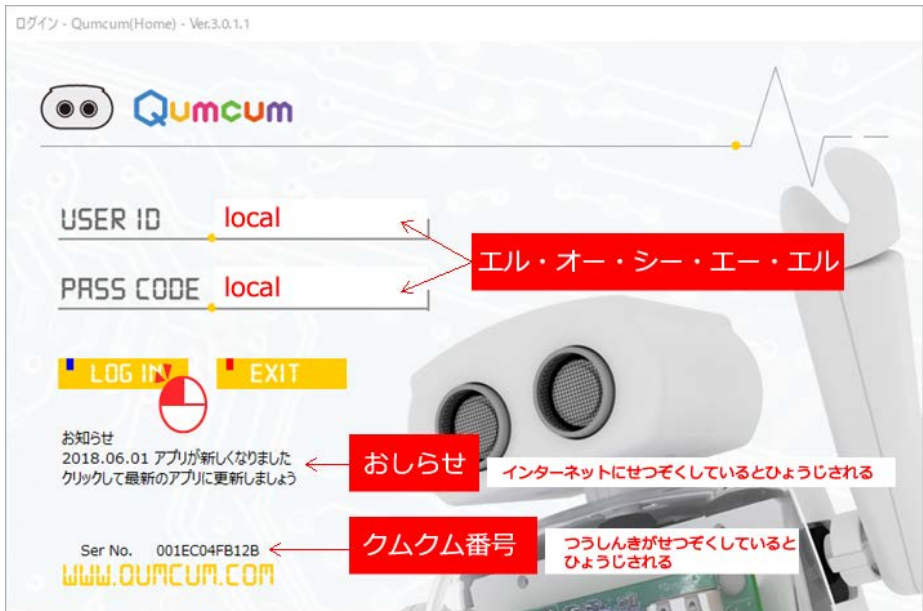 ログイン - Qumcum(Home) - Ver.3.0.1.1
Qumcum
USER ID local
エル・オー・シー・エー・エル
PASS CODE local
LOG IN EXIT
お知らせ
2018.06.01 アプリが新しくなりました
クリックして最新のアプリに更新しましょう
おしらせ
インターネットにせつぞくしているとひょうじされる
Ser No. 001EC04FB12B
クムクム番号
つうしんきがせつぞくしていると
ひょうじされる
WWW.QUMCUM.COM